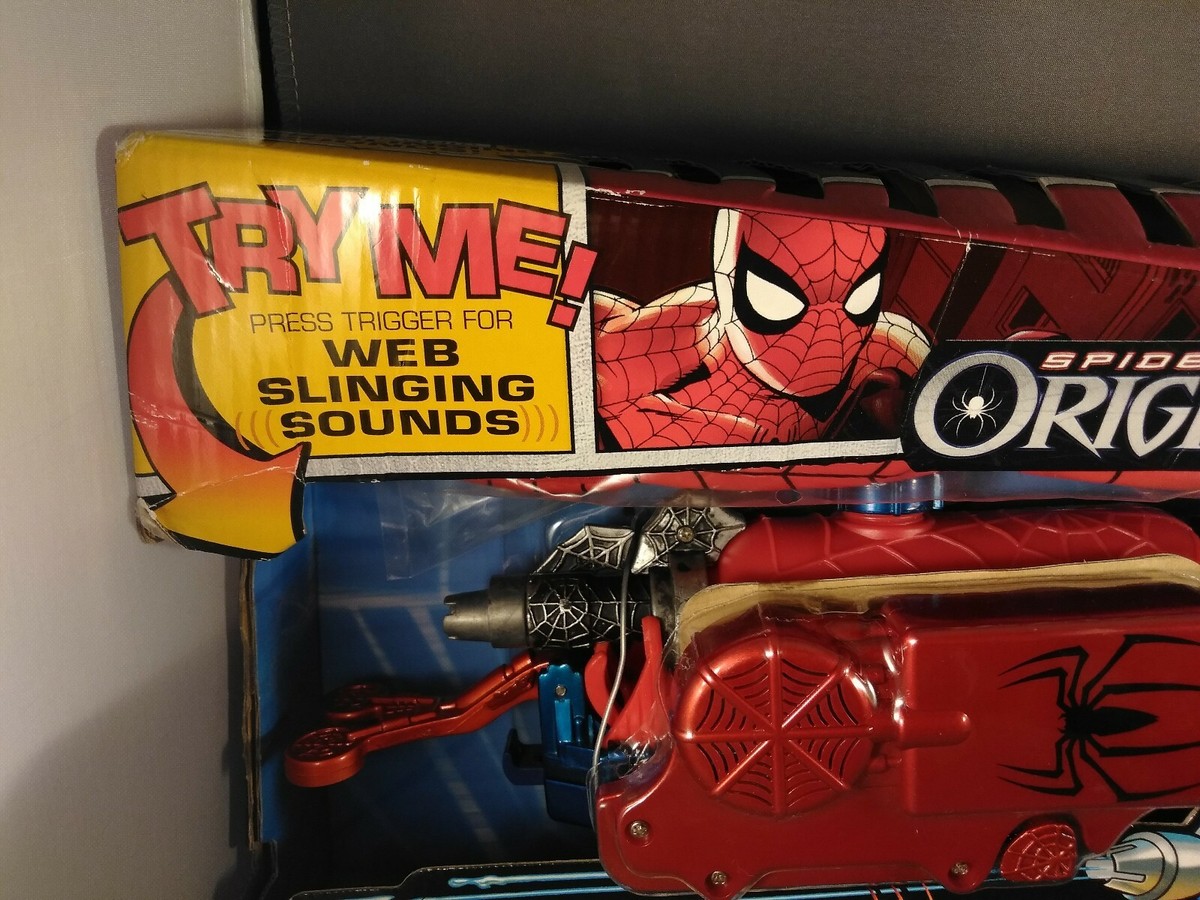 TRY ME!
PRESS TRIGGER FOR
WEB
SLINGING
SOUNDS
SPIDE
ORIG